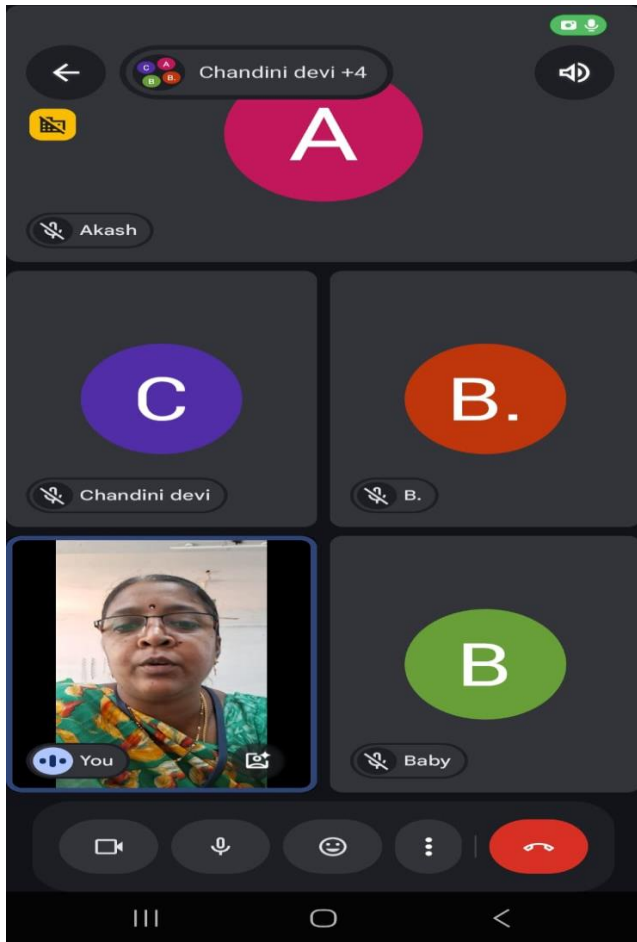 C A B B. Chandini devi +4
A
Akash
C B.
Chandini devi B.
B
You Baby